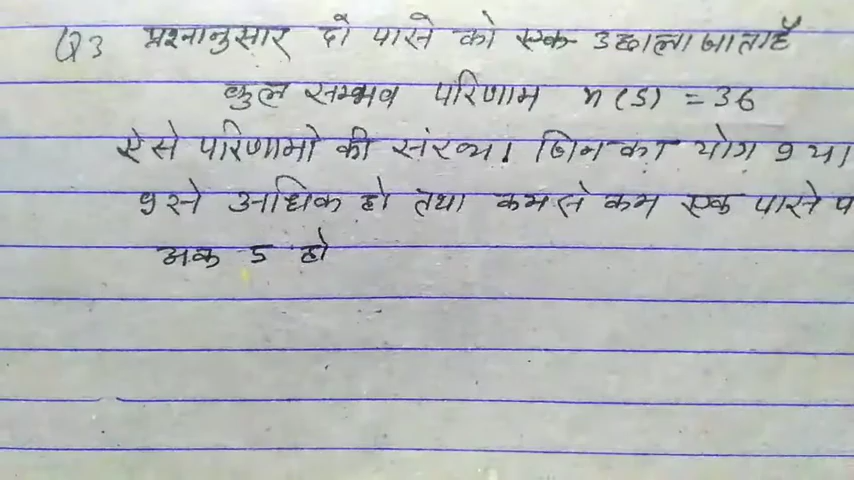 Q3 प्रश्नानुसार दो पासे को एक उछाला जाता है
कुल सम्भव परिणाम n(S) = 36
ऐसे परिणामो की संख्या जिन का योग 9 या
9 से अधिक हो तथा कम से कम एक पासे प
अंक 5 हो